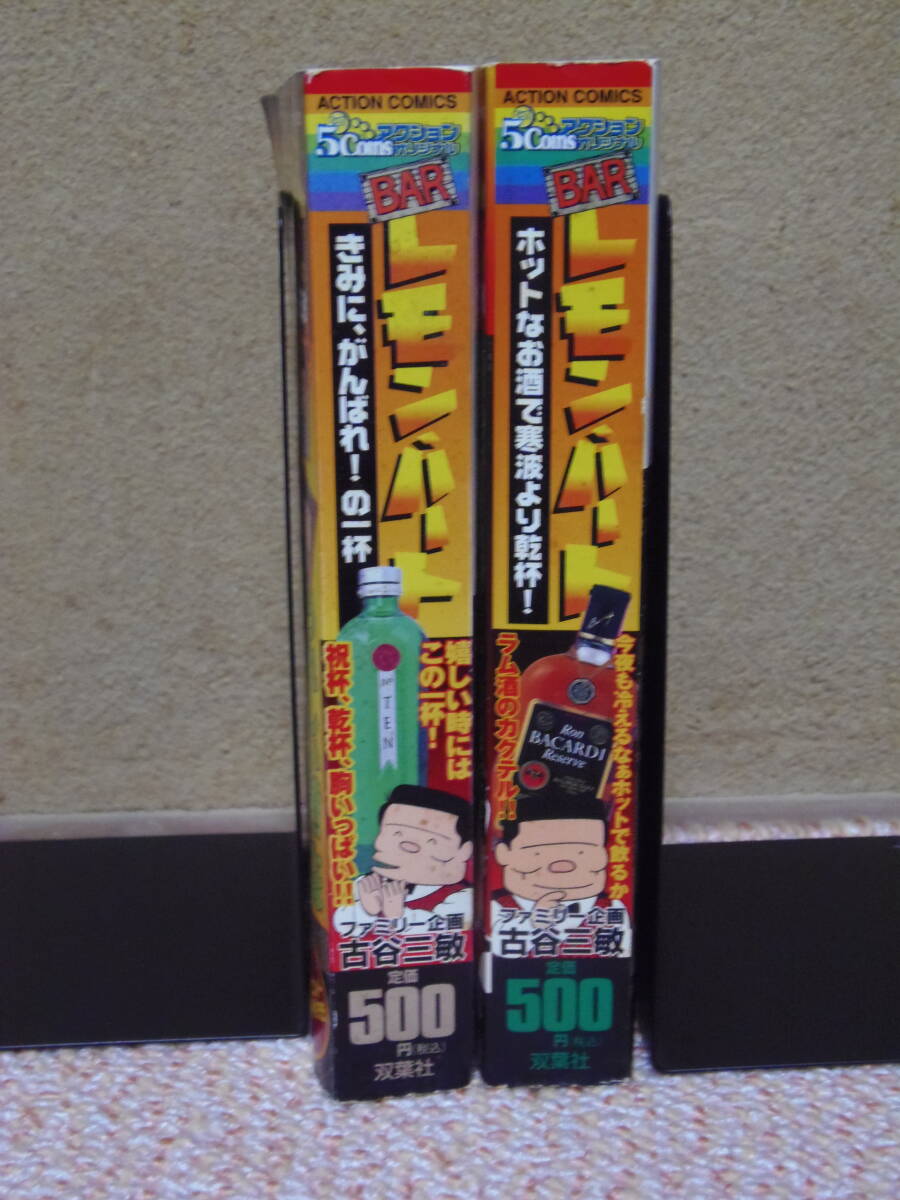 ACTION COMICS
5Coins アクション
オリジナル
BAR
レモン・ハート
きみに、がんばれ!の一杯
嬉しい時には
この一杯!
祝杯、乾杯、胸いっぱい!!
Nº TEN
ファミリー企画
古谷三敏
定価
500
円(税込)
双葉社
ACTION COMICS
5Coins アクション
オリジナル
BAR
レモン・ハート
ホットなお酒で寒波より乾杯!
今夜も冷えるなぁホットで飲るか
ラム酒のカクテル!!
Ron
BACARDI
Reserve
ファミリー企画
古谷三敏
定価
500
円(税込)
双葉社